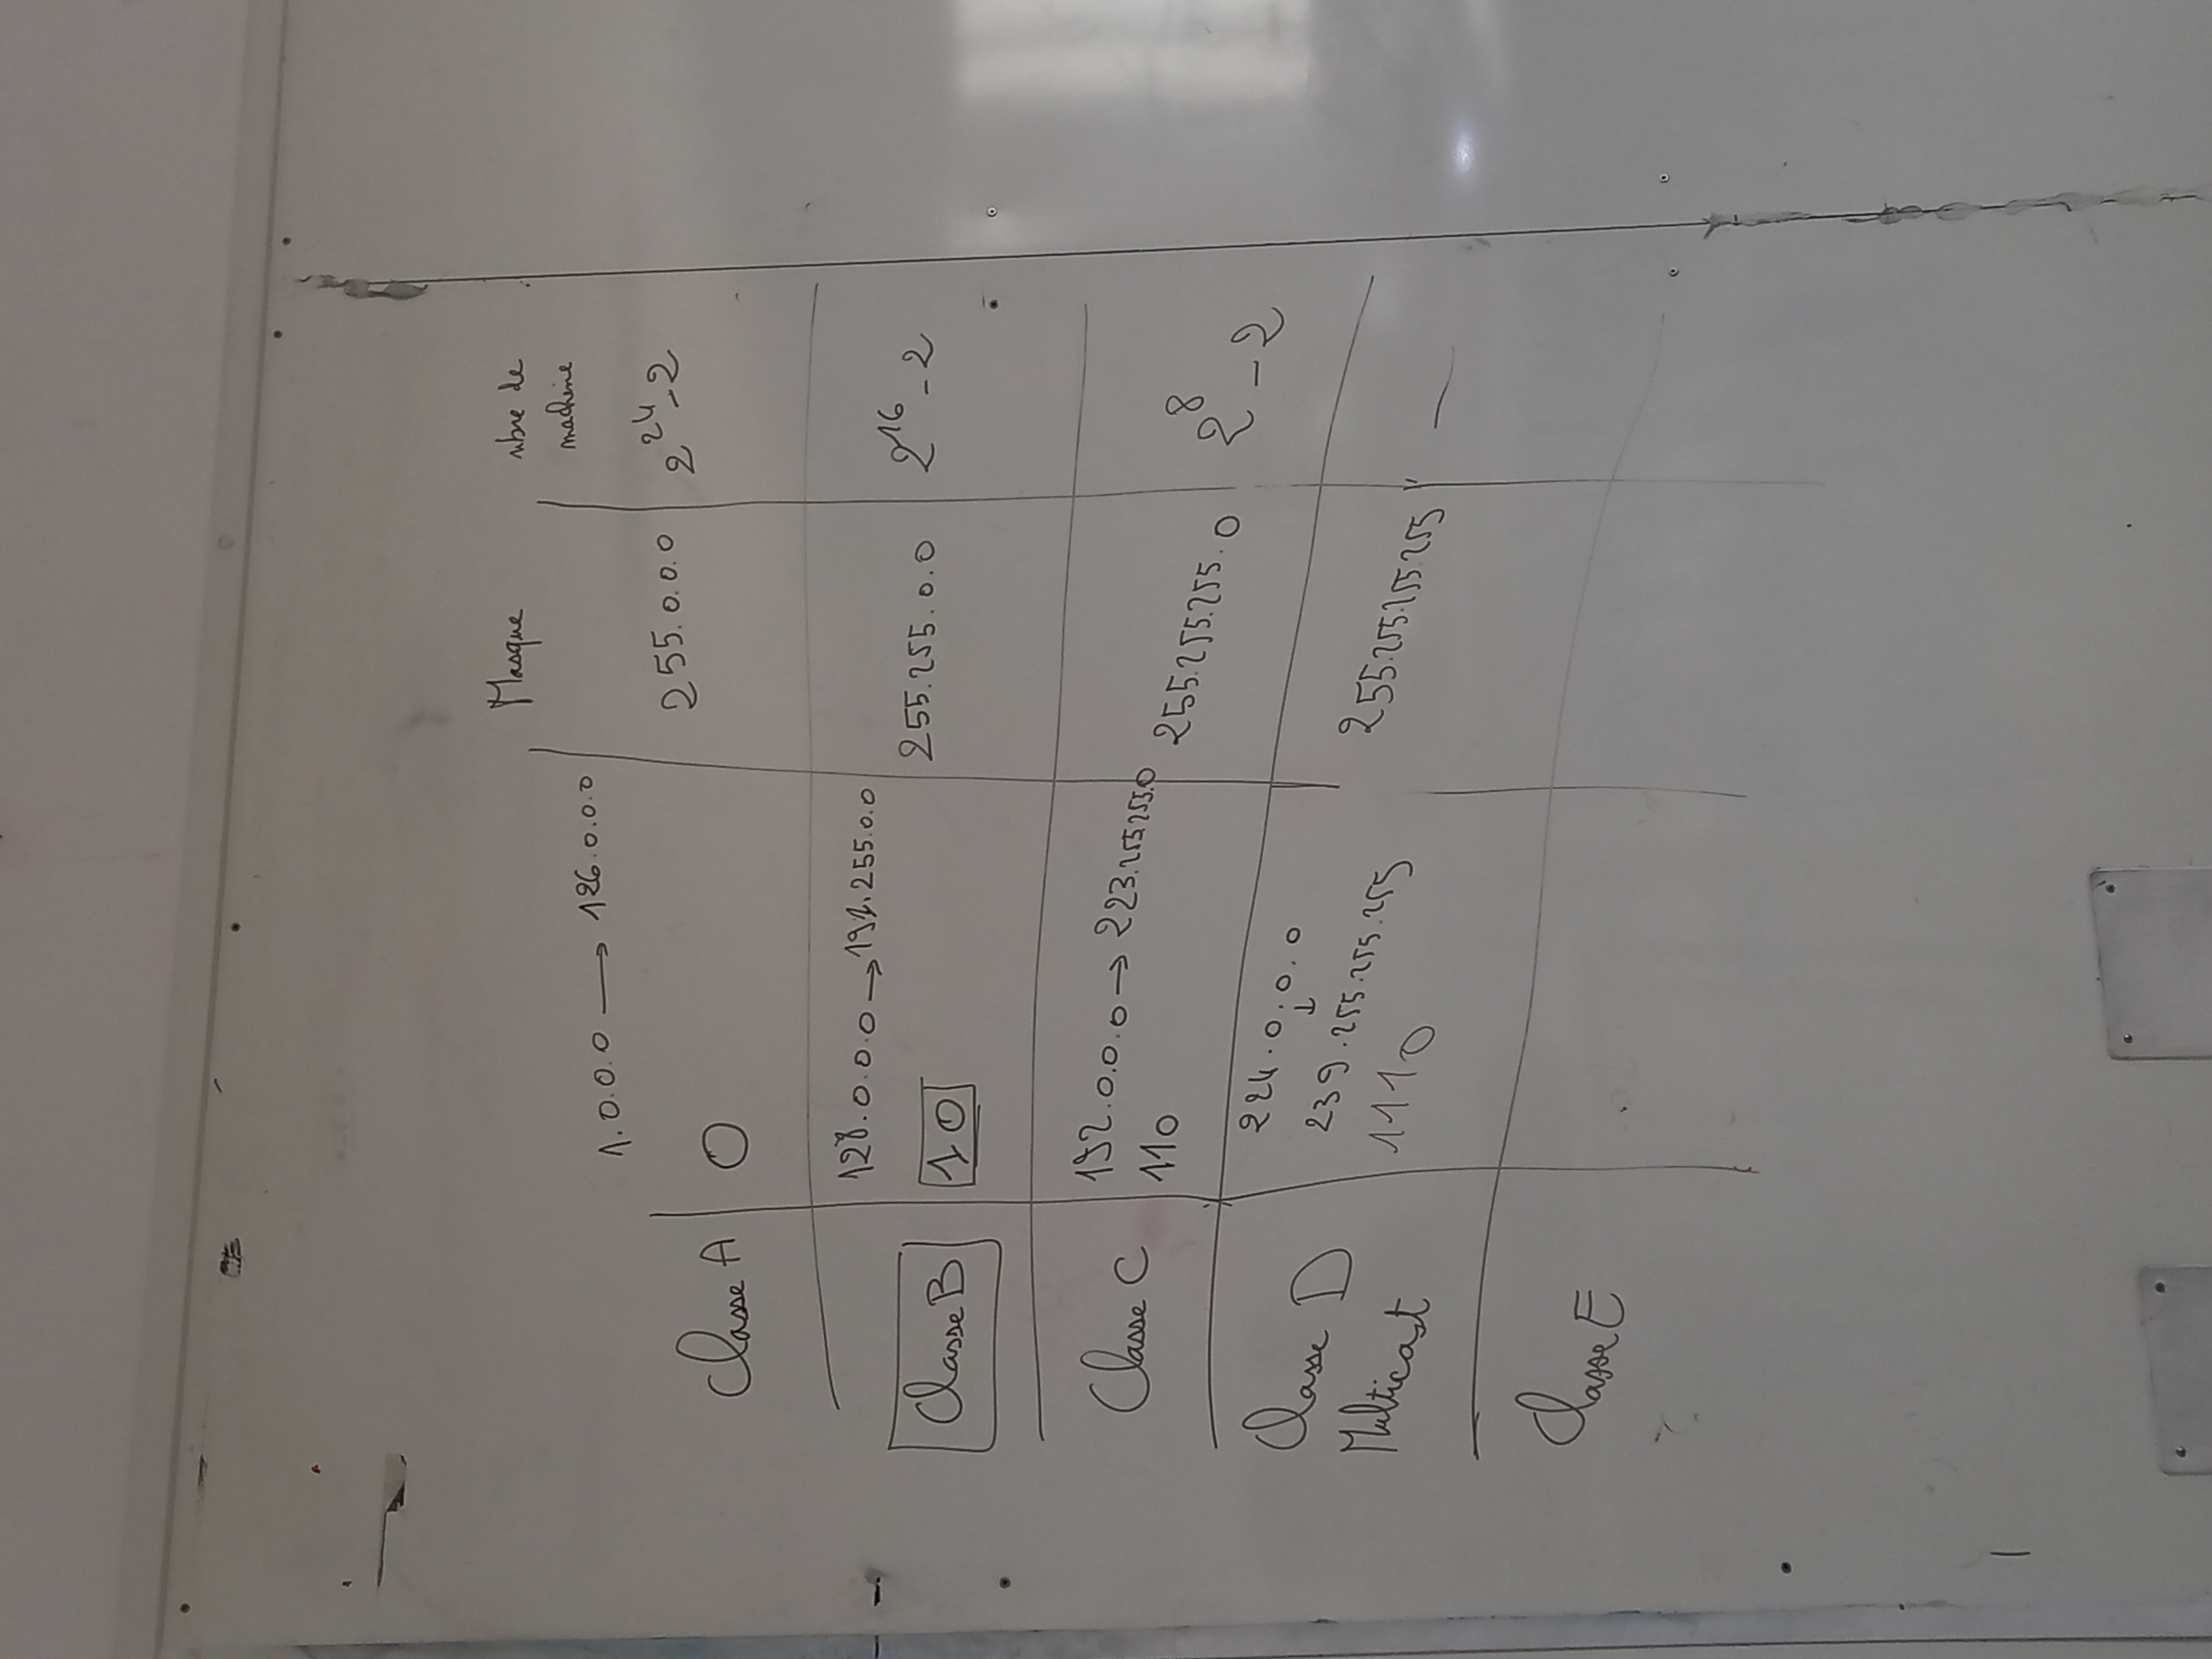 Masque nbre de
machine
1.0.0.0 → 126.0.0.0
255.0.0.0 2^24-2
Classe A 0
128.0.0.0 → 191.255.0.0
Classe B 10 255.255.0.0 2^16-2
192.0.0.0 → 223.255.255.0
Classe C 110 255.255.255.0 2^8-2
224.0.0.0
Classe D ↓
239.255.255.255 255.255.255.255 —
Multicast 1110
Classe E